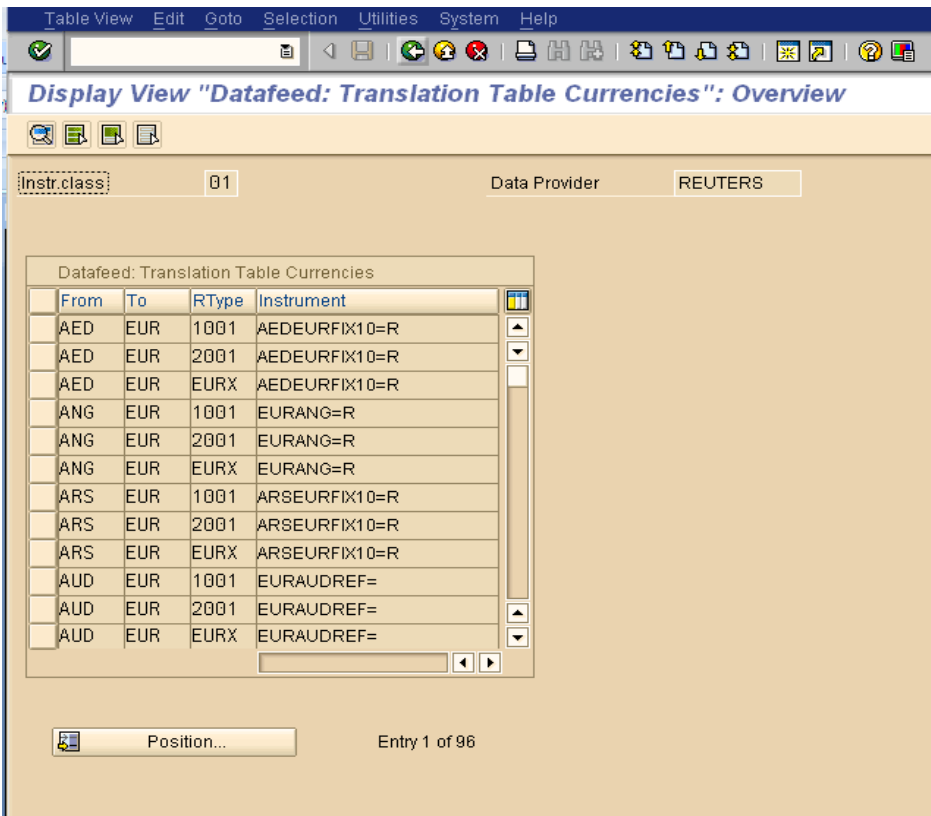 Table View Edit Goto Selection Utilities System Help
Display View "Datafeed: Translation Table Currencies": Overview
Instr.class 01 Data Provider REUTERS
Datafeed: Translation Table Currencies
From To RType Instrument
AED EUR 1001 AEDEURFIX10=R
AED EUR 2001 AEDEURFIX10=R
AED EUR EURX AEDEURFIX10=R
ANG EUR 1001 EURANG=R
ANG EUR 2001 EURANG=R
ANG EUR EURX EURANG=R
ARS EUR 1001 ARSEURFIX10=R
ARS EUR 2001 ARSEURFIX10=R
ARS EUR EURX ARSEURFIX10=R
AUD EUR 1001 EURAUDREF=
AUD EUR 2001 EURAUDREF=
AUD EUR EURX EURAUDREF=
Position... Entry 1 of 96